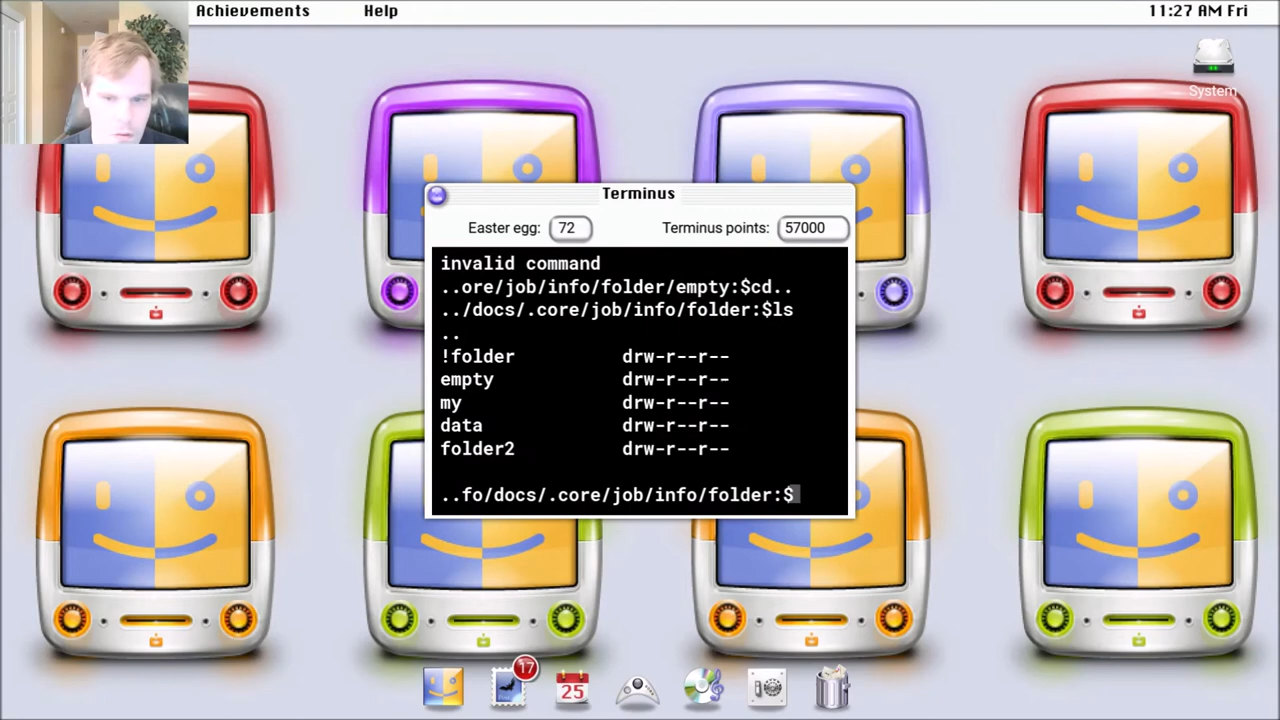 Achievements Help 11:27 AM Fri
System
Terminus
Easter egg: 72 Terminus points: 57000
invalid command
..ore/job/info/folder/empty:$cd..
../docs/.core/job/info/folder:$ls
..
!folder drw-r--r--
empty drw-r--r--
my drw-r--r--
data drw-r--r--
folder2 drw-r--r--
..fo/docs/.core/job/info/folder:$
17
25